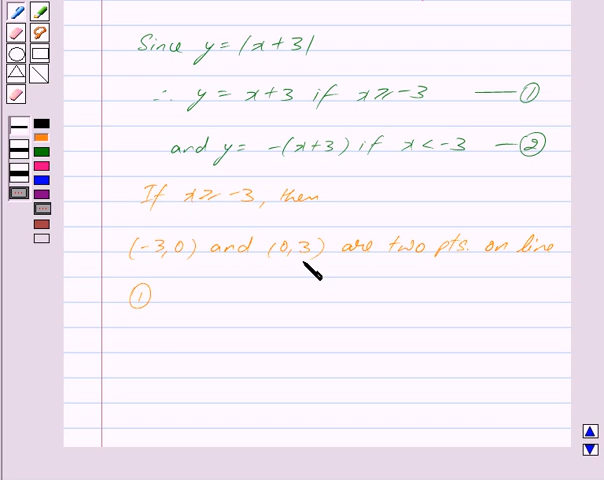 Since y = |x+3|
∴ y = x+3 if x ≥ -3 —— ①
and y = -(x+3) if x < -3 — ②
If x ≥ -3, then
(-3,0) and (0,3) are two pts. on line
①